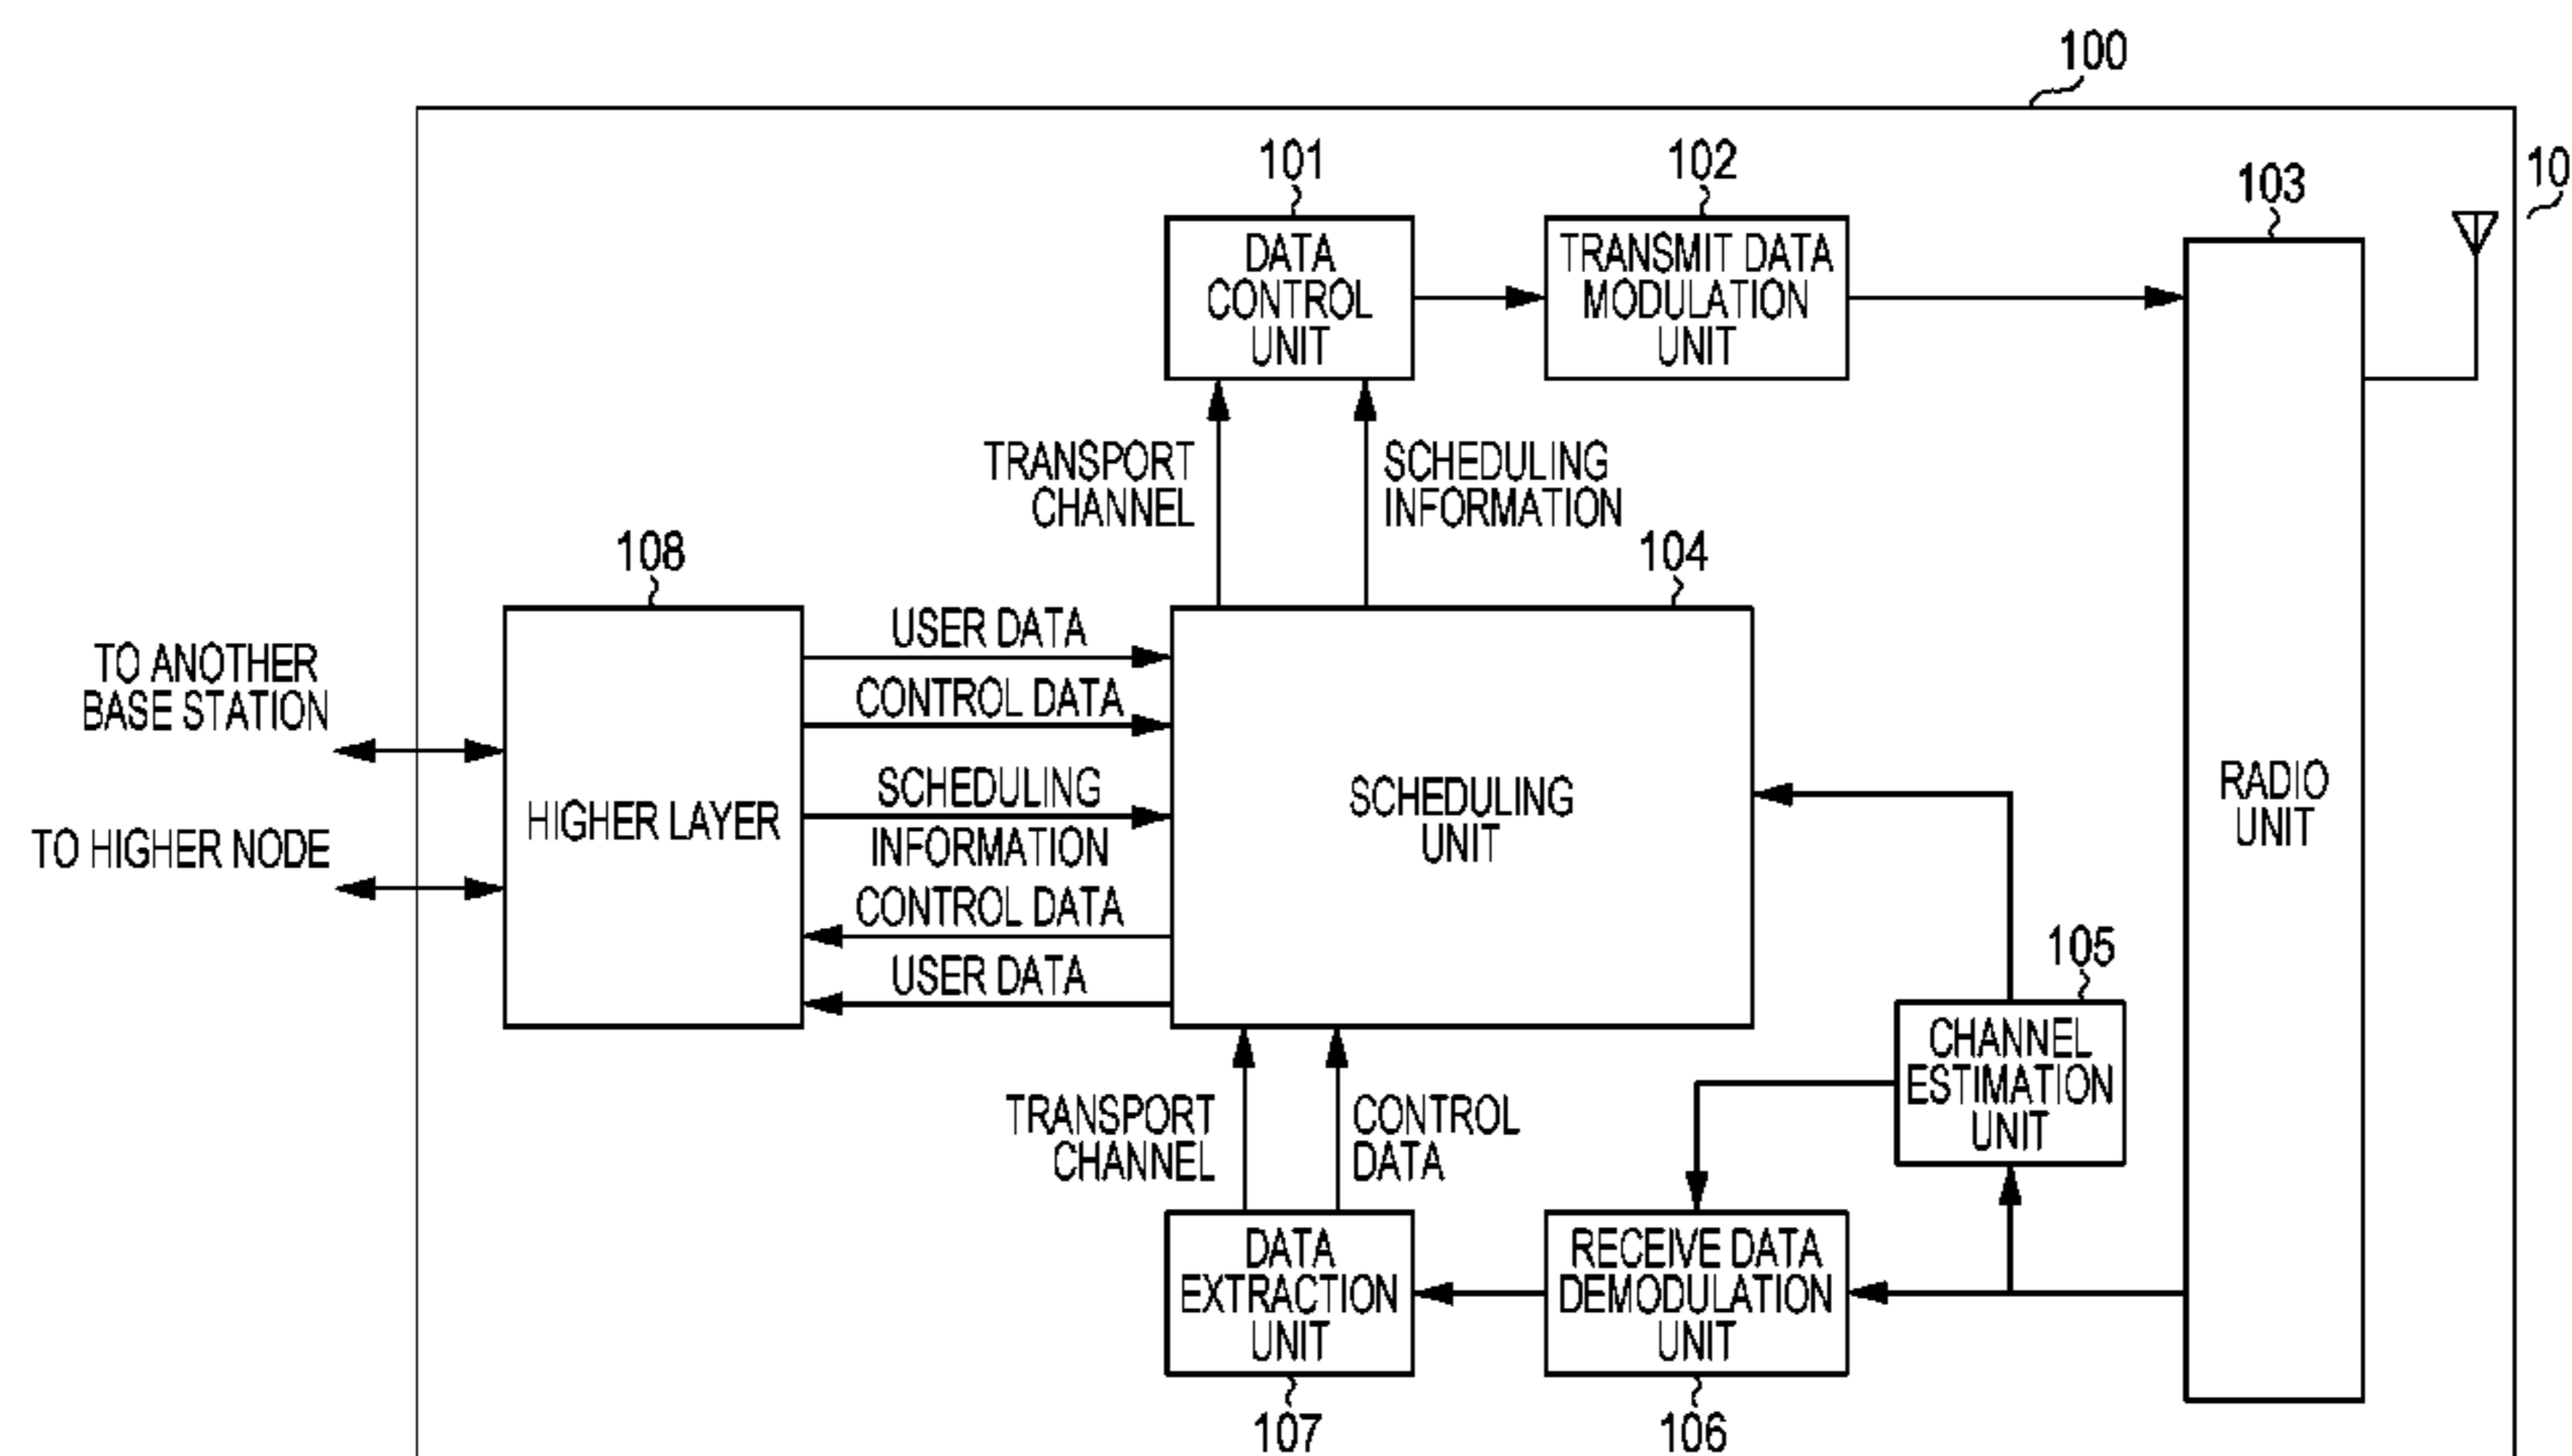 100
10
101
102
103
DATA
CONTROL
UNIT
TRANSMIT DATA
MODULATION
UNIT
TRANSPORT
CHANNEL
SCHEDULING
INFORMATION
108
104
TO ANOTHER
BASE STATION
TO HIGHER NODE
HIGHER LAYER
USER DATA
CONTROL DATA
SCHEDULING
INFORMATION
CONTROL DATA
USER DATA
SCHEDULING
UNIT
RADIO
UNIT
105
CHANNEL
ESTIMATION
UNIT
TRANSPORT
CHANNEL
CONTROL
DATA
DATA
EXTRACTION
UNIT
RECEIVE DATA
DEMODULATION
UNIT
107
106